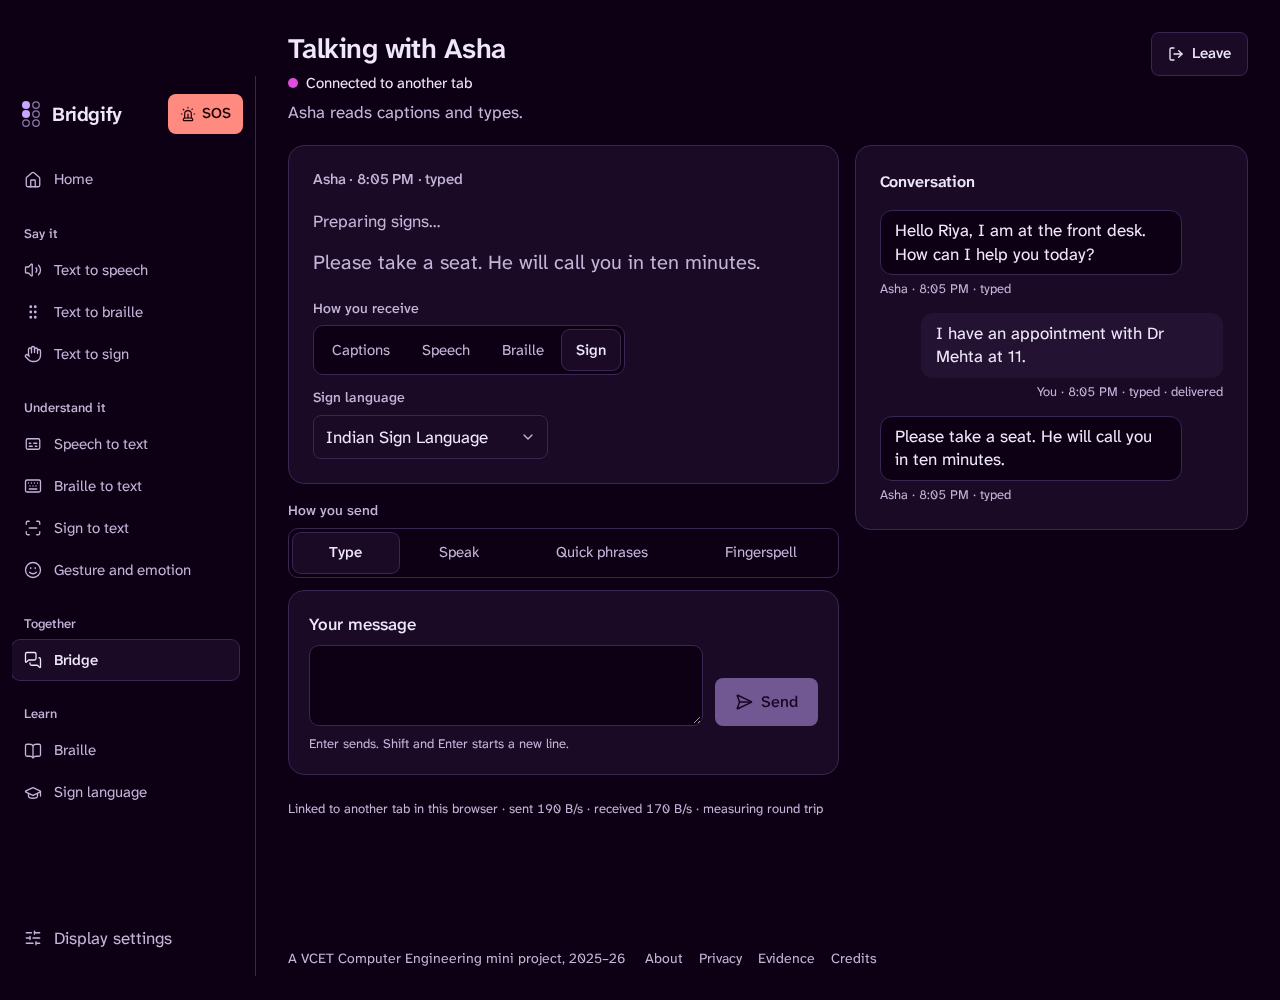 Bridgify
SOS
Home
Say it
Text to speech
Text to braille
Text to sign
Understand it
Speech to text
Braille to text
Sign to text
Gesture and emotion
Together
Bridge
Learn
Braille
Sign language
Display settings
Talking with Asha
Connected to another tab
Asha reads captions and types.
Leave
Asha · 8:05 PM · typed
Preparing signs…
Please take a seat. He will call you in ten minutes.
How you receive
Captions Speech Braille Sign
Sign language
Indian Sign Language
How you send
Type Speak Quick phrases Fingerspell
Your message
Send
Enter sends. Shift and Enter starts a new line.
Linked to another tab in this browser · sent 190 B/s · received 170 B/s · measuring round trip
Conversation
Hello Riya, I am at the front desk.
How can I help you today?
Asha · 8:05 PM · typed
I have an appointment with Dr
Mehta at 11.
You · 8:05 PM · typed · delivered
Please take a seat. He will call you
in ten minutes.
Asha · 8:05 PM · typed
A VCET Computer Engineering mini project, 2025–26 About Privacy Evidence Credits